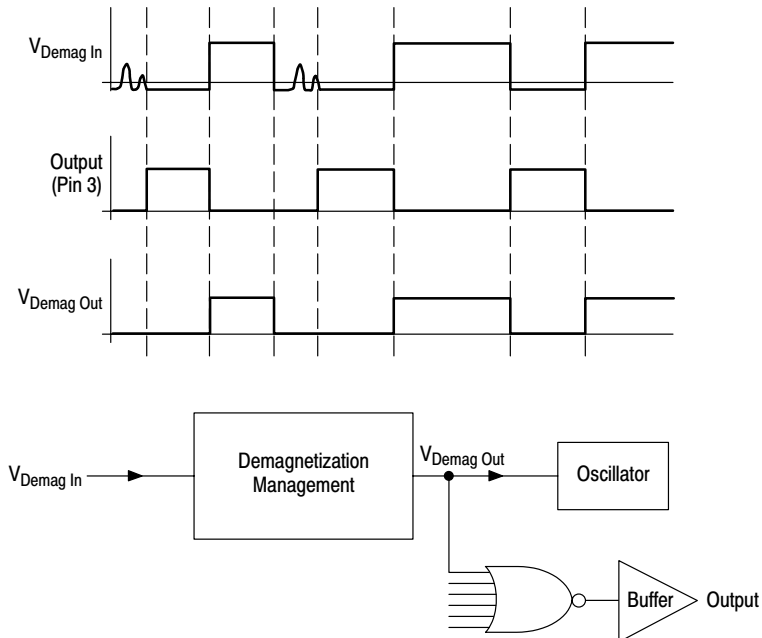 VDemag In
Output
(Pin 3)
VDemag Out
VDemag In
Demagnetization
Management
VDemag Out
Oscillator
Buffer
Output